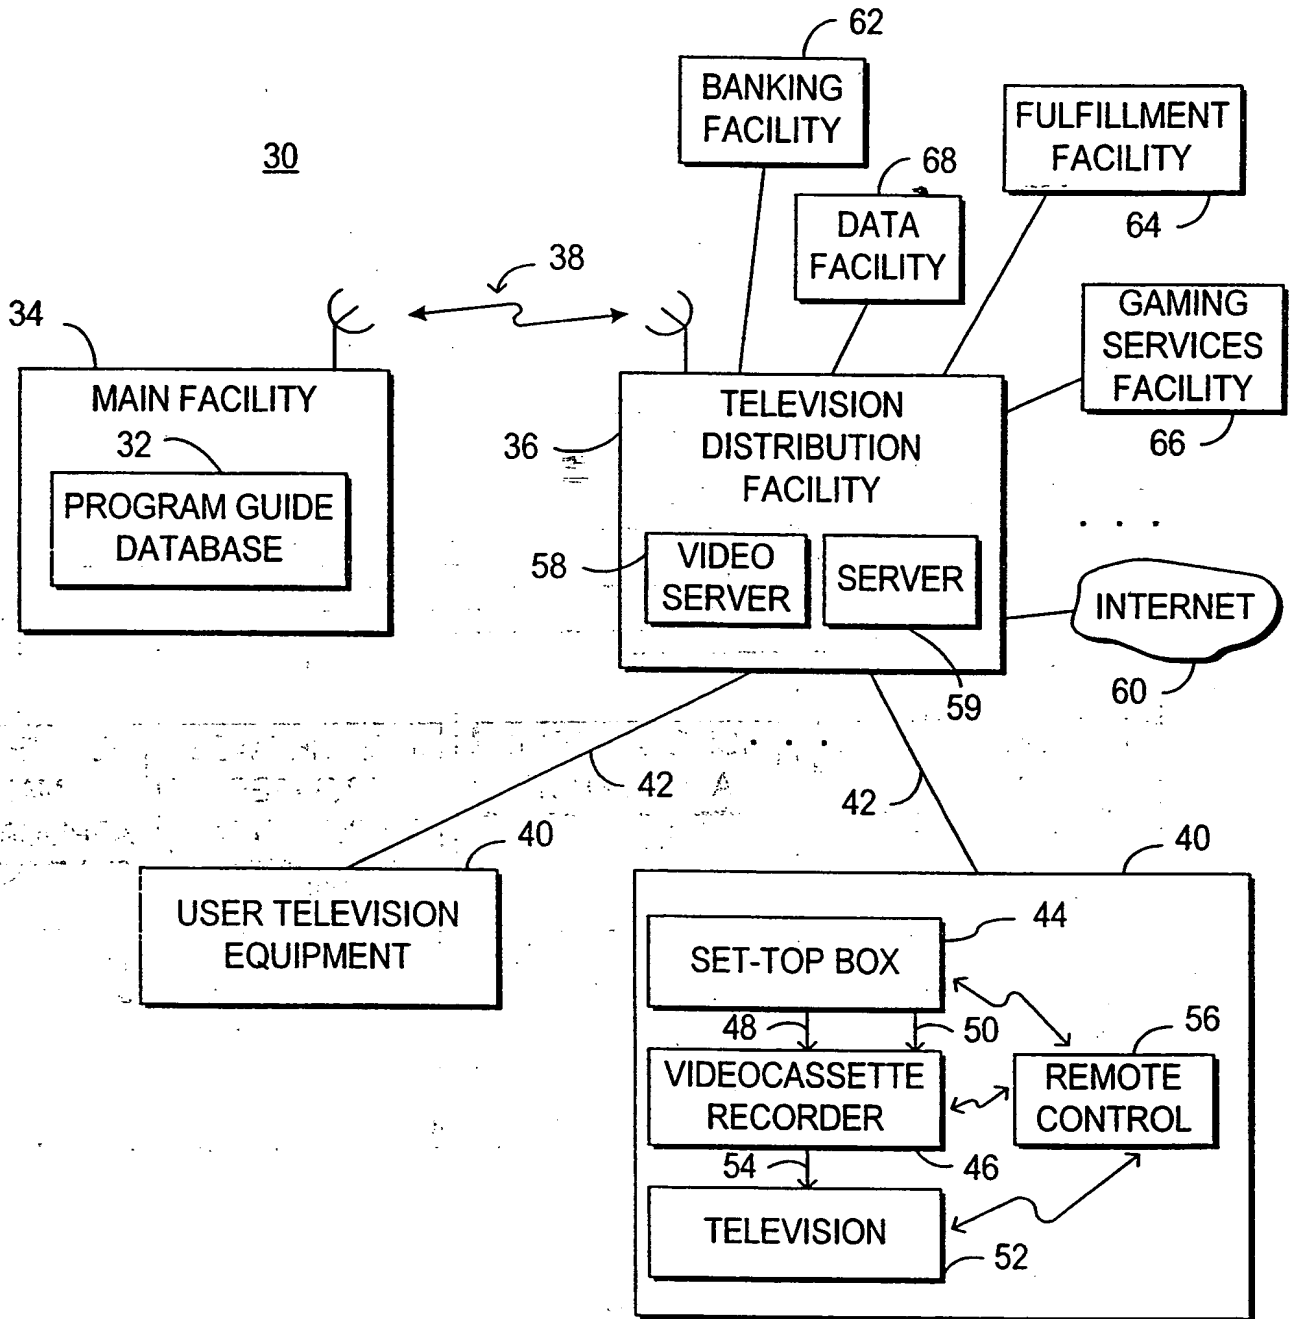 62
BANKING
FACILITY
FULFILLMENT
FACILITY
64
30
68
DATA
FACILITY
38
34
GAMING
SERVICES
FACILITY
66
MAIN FACILITY
32
PROGRAM GUIDE
DATABASE
36
TELEVISION
DISTRIBUTION
FACILITY
58
VIDEO
SERVER
SERVER
59
. . .
INTERNET
60
. . .
42
42
40
USER TELEVISION
EQUIPMENT
40
44
SET-TOP BOX
48
50
56
VIDEOCASSETTE
RECORDER
REMOTE
CONTROL
54
46
TELEVISION
52